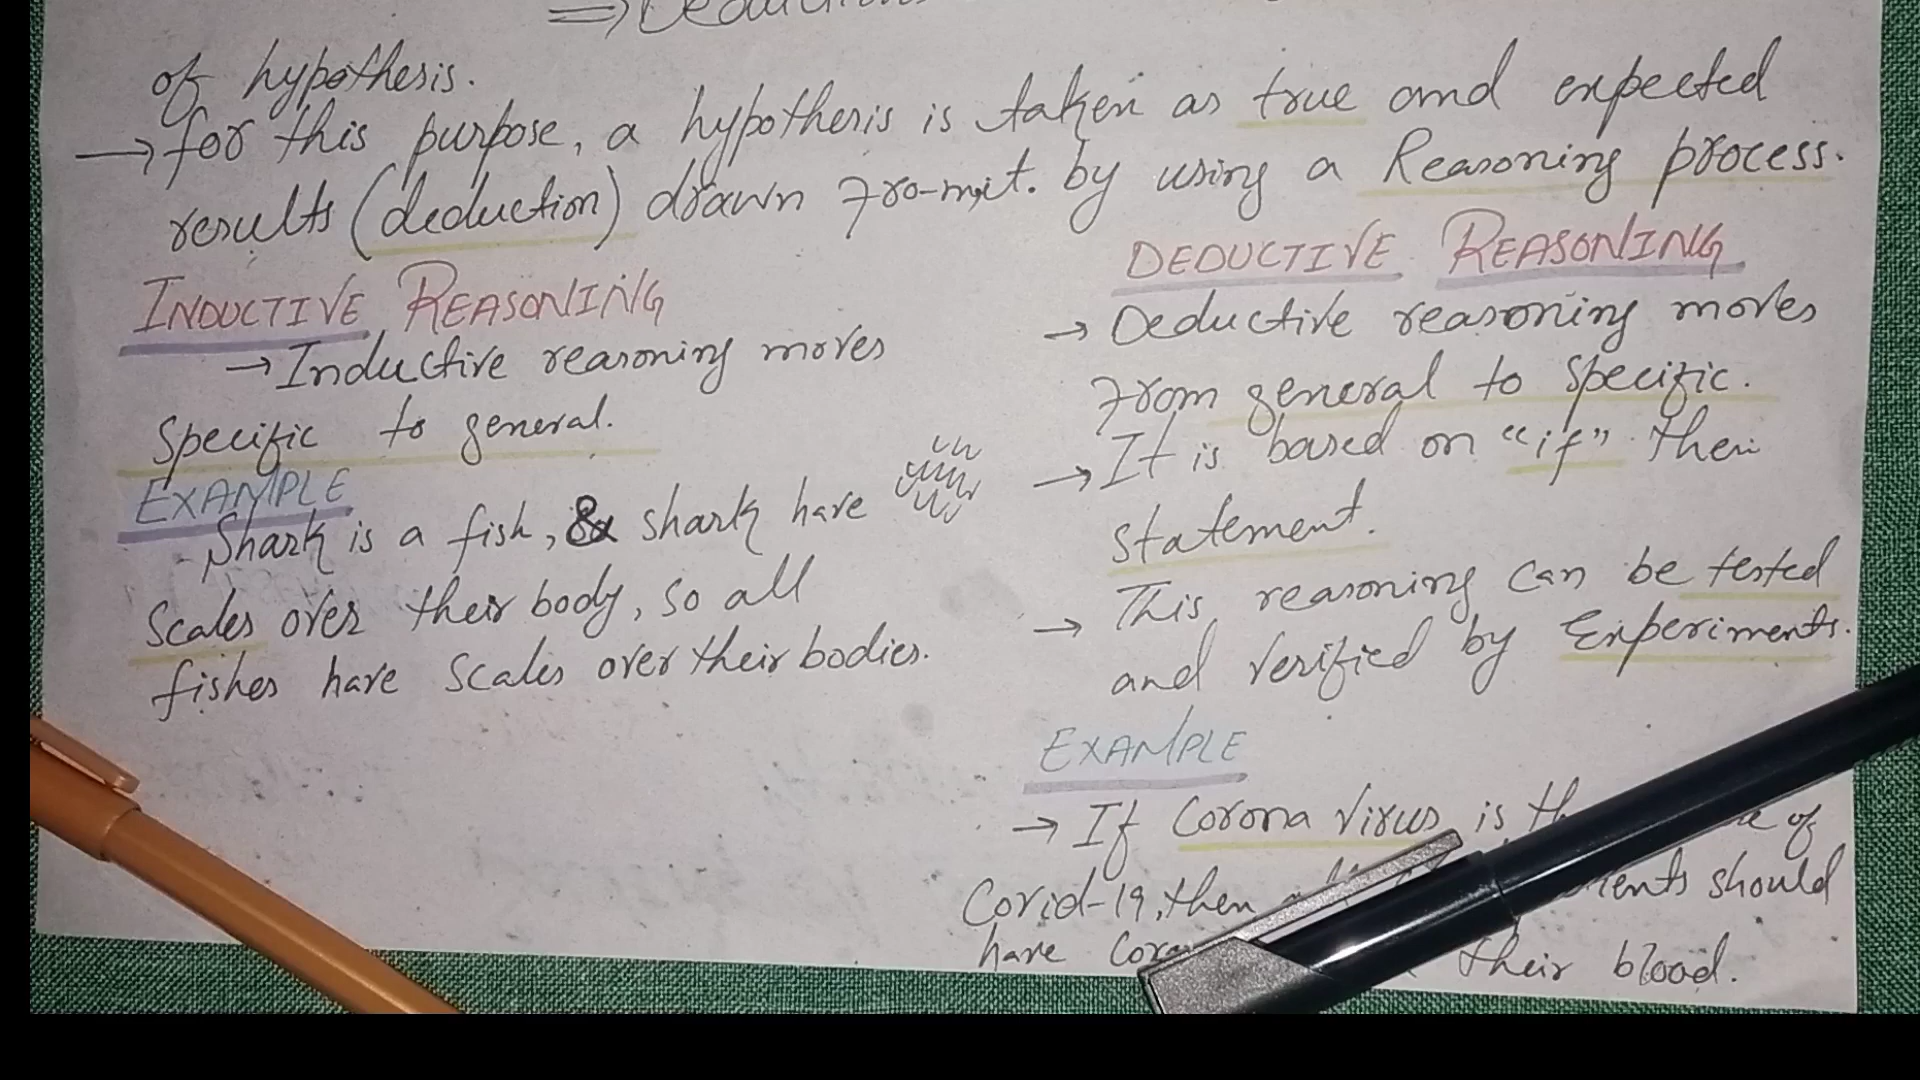 ⇒ Deduction
of hypothesis.
→ for this purpose, a hypothesis is taken as true and expected
results (deduction) drawn fro-m it. by using a Reasoning process.
INDUCTIVE REASONING
→ Inductive reasoning moves
Specific to general.
EXAMPLE
- Shark is a fish, & shark have
Scales over their body, so all
fishes have Scales over their bodies.
DEDUCTIVE REASONING
→ Deductive reasoning moves
From general to specific.
→ It is based on "if" then
statement.
→ This reasoning can be tested
and verified by Experiments.
EXAMPLE
→ If Corona Virus is of
Covid-19, then should
have their blood.